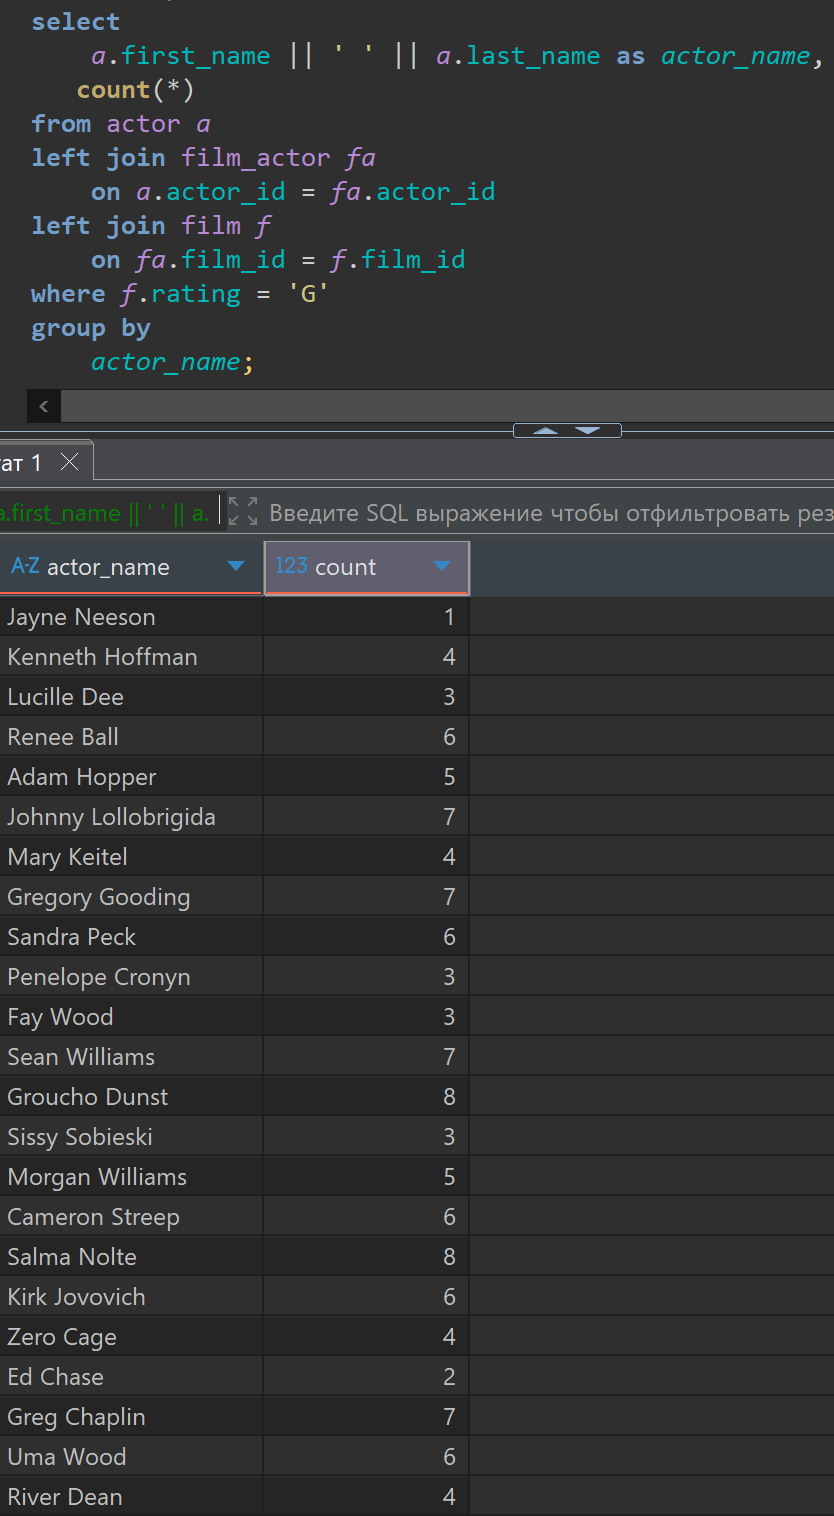 select
a.first_name || ' ' || a.last_name as actor_name,
count(*)
from actor a
left join film_actor fa
on a.actor_id = fa.actor_id
left join film f
on fa.film_id = f.film_id
where f.rating = 'G'
group by
actor_name;
тат 1
a.first_name || ' ' || a. Введите SQL выражение чтобы отфильтровать рез
A-Z actor_name 123 count
Jayne Neeson 1
Kenneth Hoffman 4
Lucille Dee 3
Renee Ball 6
Adam Hopper 5
Johnny Lollobrigida 7
Mary Keitel 4
Gregory Gooding 7
Sandra Peck 6
Penelope Cronyn 3
Fay Wood 3
Sean Williams 7
Groucho Dunst 8
Sissy Sobieski 3
Morgan Williams 5
Cameron Streep 6
Salma Nolte 8
Kirk Jovovich 6
Zero Cage 4
Ed Chase 2
Greg Chaplin 7
Uma Wood 6
River Dean 4